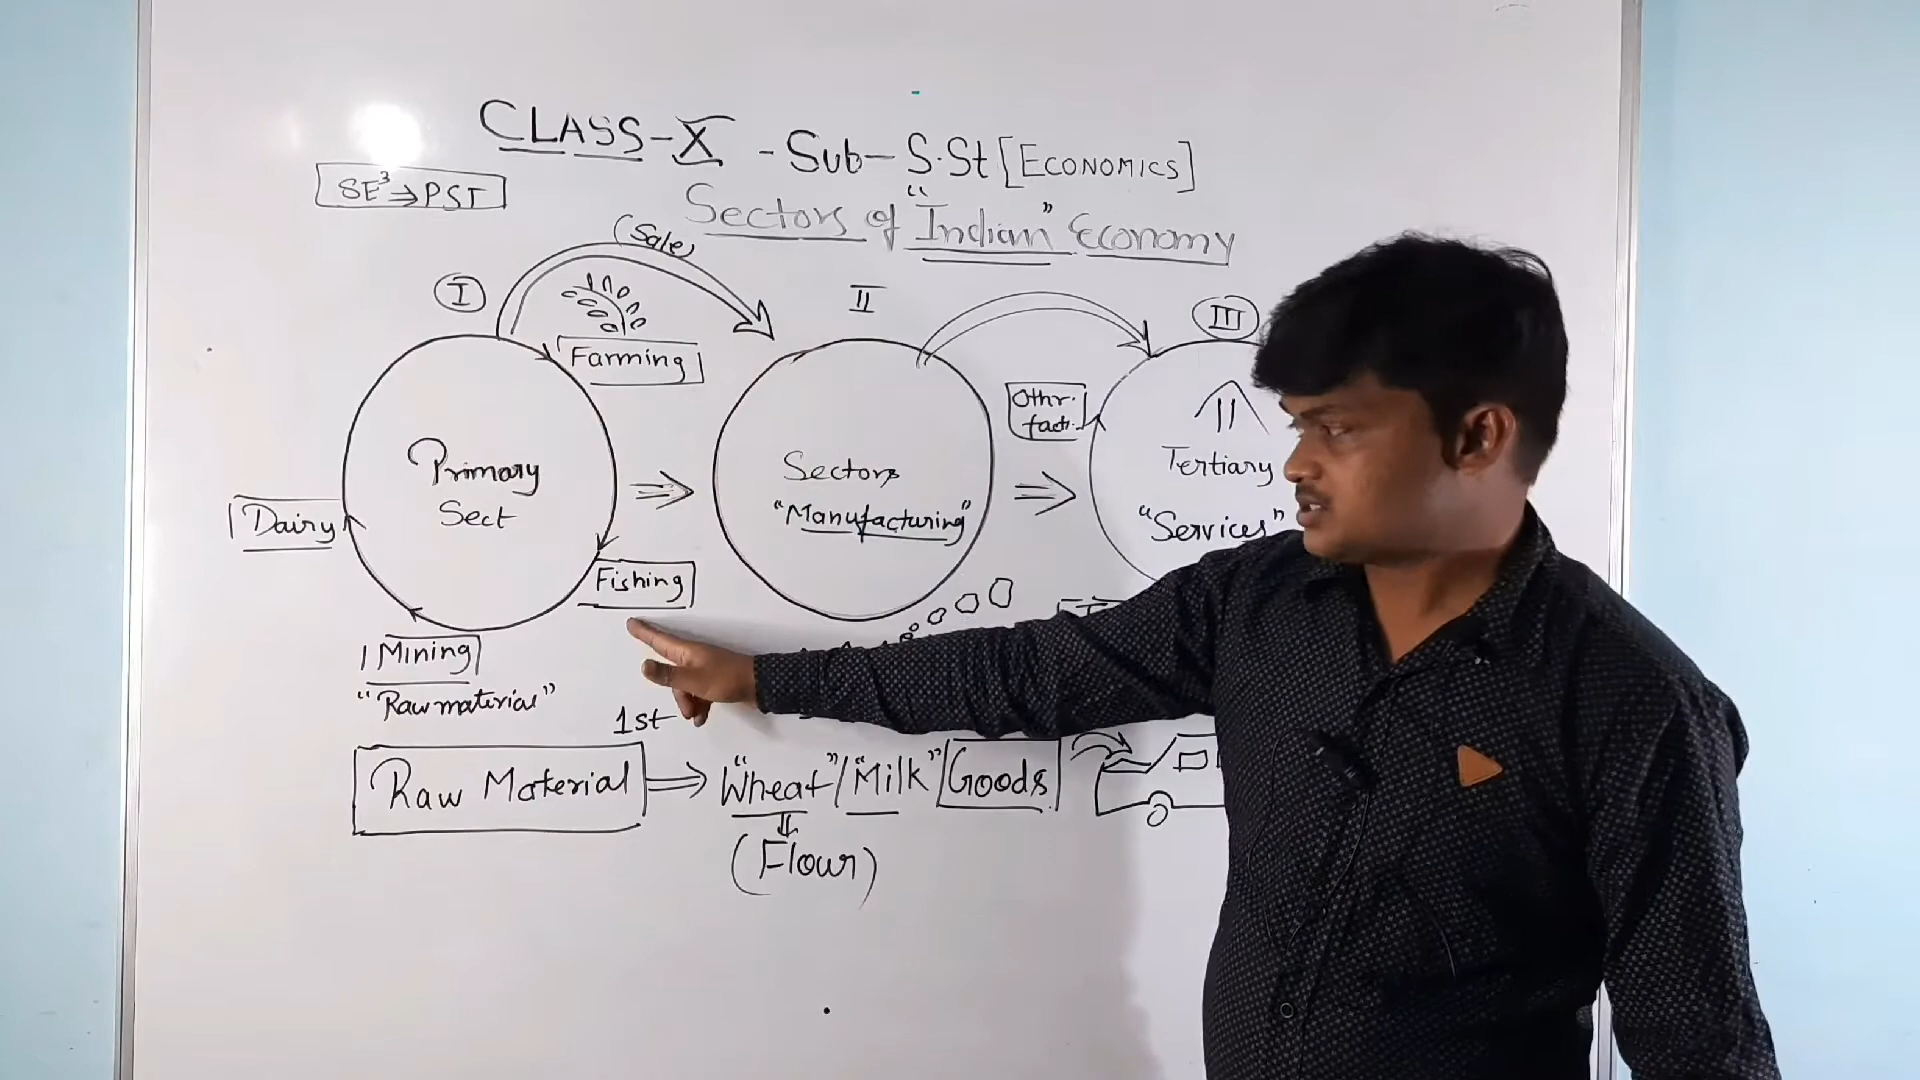 CLASS-X - Sub- S.St [ECONOMICS]
SE³ ⇒ PST
Sectors of "Indian" Economy
(Sale)
I
II
III
Farming
Othr.
fact.
Primary
Sect
Sectors
"Manufacturing"
Tertiary
"Services"
Dairy
Fishing
Mining
"Raw material"
1st
Raw Material ⇒ "Wheat"/"Milk"/Goods
(Flour)